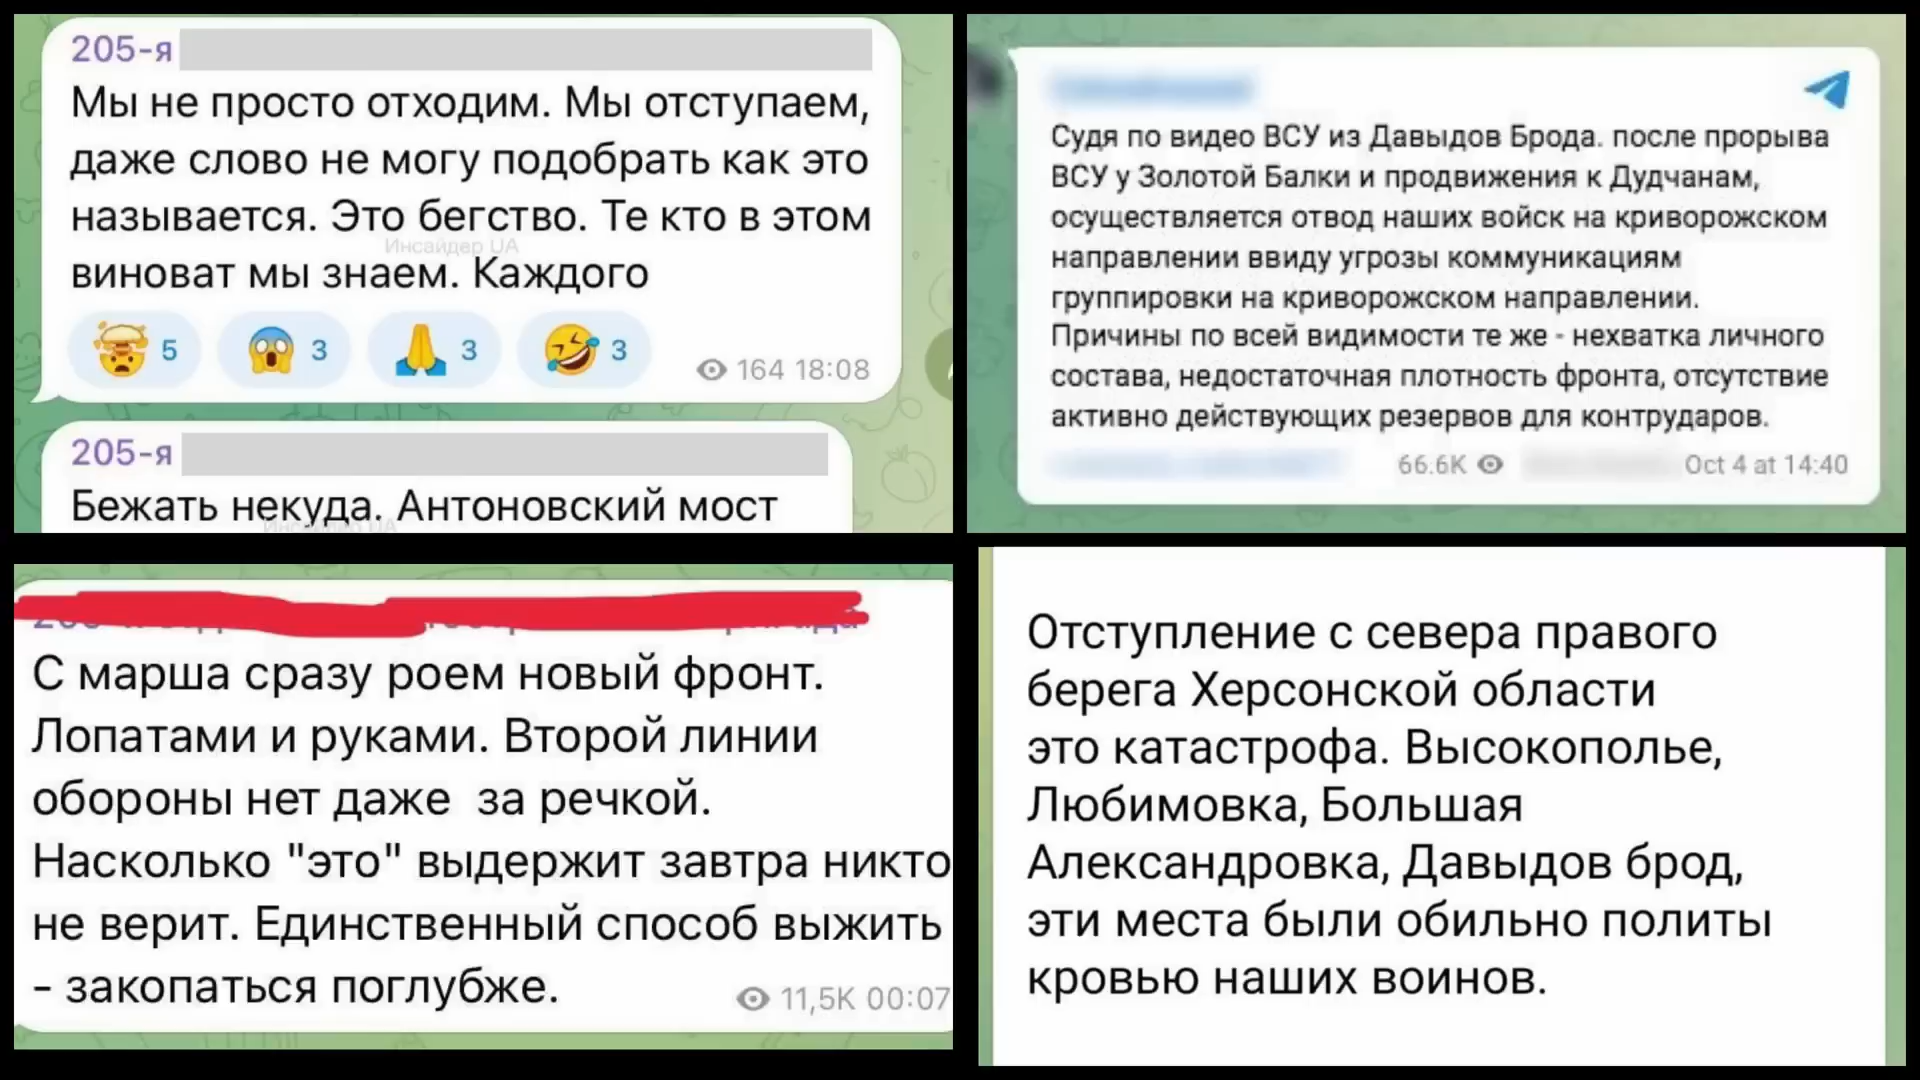 205-я
Мы не просто отходим. Мы отступаем,
даже слово не могу подобрать как это
называется. Это бегство. Те кто в этом
Инсайдер UA
виноват мы знаем. Каждого
5 3 3 3
164 18:08
205-я
Бежать некуда. Антоновский мост
Инсайдер UA
Судя по видео ВСУ из Давыдов Брода. после прорыва
ВСУ у Золотой Балки и продвижения к Дудчанам,
осуществляется отвод наших войск на криворожском
направлении ввиду угрозы коммуникациям
группировки на криворожском направлении.
Причины по всей видимости те же - нехватка личного
состава, недостаточная плотность фронта, отсутствие
активно действующих резервов для контрударов.
66.6K Oct 4 at 14:40
С марша сразу роем новый фронт.
Лопатами и руками. Второй линии
обороны нет даже за речкой.
Насколько "это" выдержит завтра никто
не верит. Единственный способ выжить
- закопаться поглубже.
11,5K 00:07
Отступление с севера правого
берега Херсонской области
это катастрофа. Высокополье,
Любимовка, Большая
Александровка, Давыдов брод,
эти места были обильно политы
кровью наших воинов.